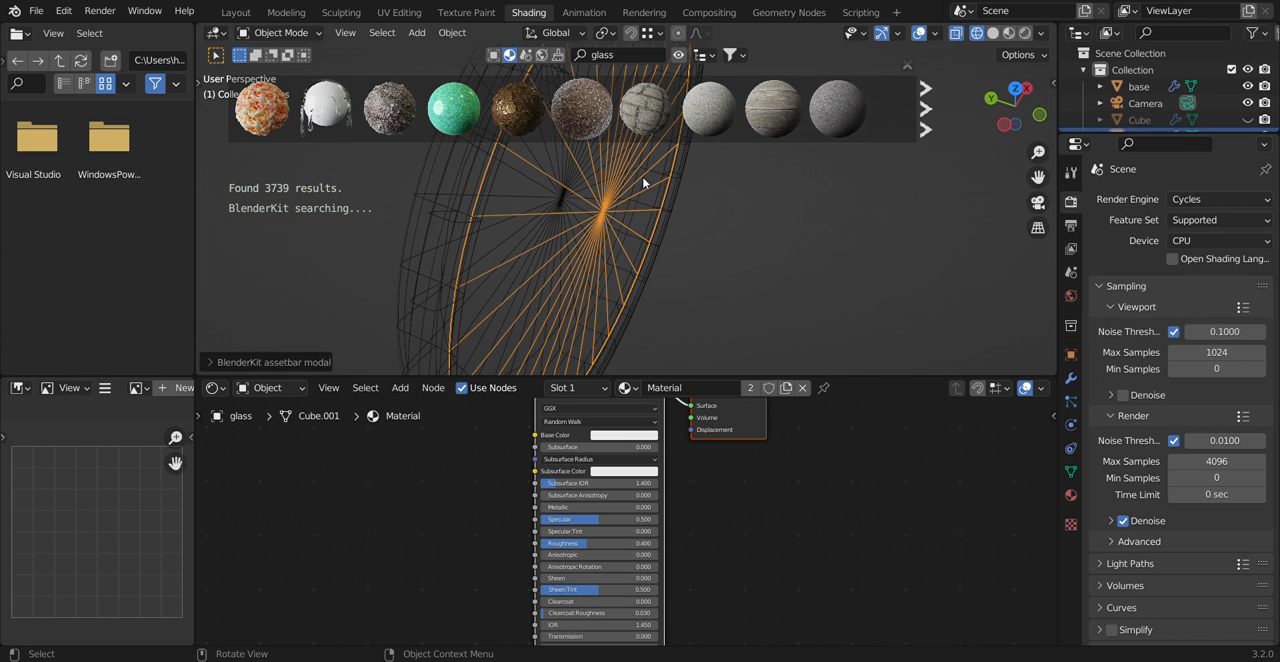 File Edit Render Window Help
Layout Modeling Sculpting UV Editing Texture Paint Shading Animation Rendering Compositing Geometry Nodes Scripting +
Scene ViewLayer
View Select
Object Mode View Select Add Object Global
C:\Users\h...
glass
Options
User Perspective
(1) Coll
Found 3739 results.
BlenderKit searching....
Visual Studio WindowsPow...
BlenderKit assetbar modal
Scene Collection
Collection
base
Camera
Cube
Scene
Render Engine Cycles
Feature Set Supported
Device CPU
Open Shading Lang...
Sampling
Viewport
Noise Thresh... 0.1000
Max Samples 1024
Min Samples 0
Denoise
Render
Noise Thresh... 0.0100
Max Samples 4096
Min Samples 0
Time Limit 0 sec
Denoise
Advanced
Light Paths
Volumes
Curves
Simplify
View New
Object View Select Add Node Use Nodes Slot 1 Material 2
glass > Cube.001 > Material
GGX
Random Walk
Base Color
Subsurface 0.000
Subsurface Radius
Subsurface Color
Subsurface IOR 1.400
Subsurface Anisotropy 0.000
Metallic 0.000
Specular 0.500
Specular Tint 0.000
Roughness 0.400
Anisotropic 0.000
Anisotropic Rotation 0.000
Sheen 0.000
Sheen Tint 0.500
Clearcoat 0.000
Clearcoat Roughness 0.030
IOR 1.450
Transmission 0.000
Surface
Volume
Displacement
Select Rotate View Object Context Menu 3.2.0